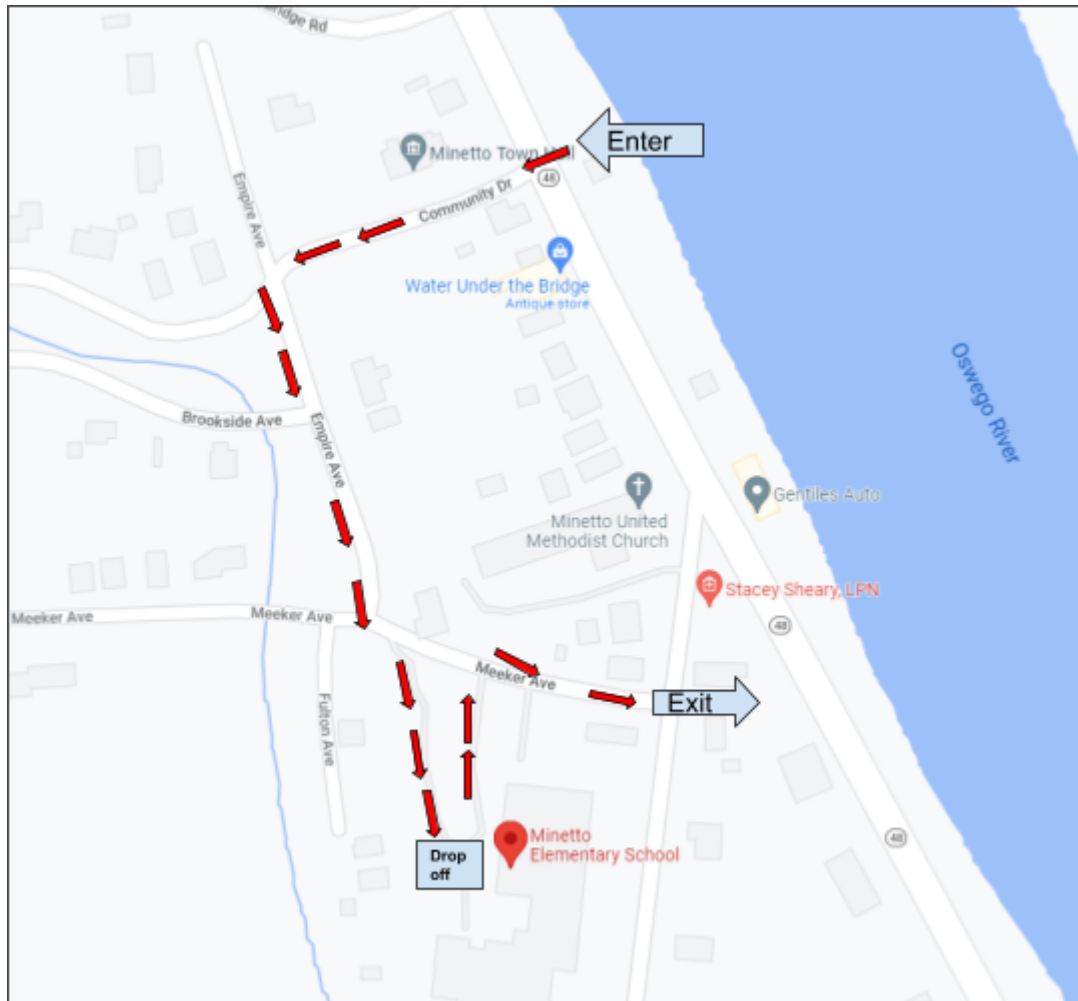 ridge Rd
Enter
Minetto Town Hall
48
Community Dr
Empire Ave
Water Under the Bridge
Antique store
Oswego River
Brookside Ave
Empire Ave
Gentiles Auto
Minetto United
Methodist Church
Stacey Sheary, LPN
Meeker Ave
Meeker Ave
48
Meeker Ave
Exit
Fulton Ave
Minetto
Elementary School
48
Drop
off